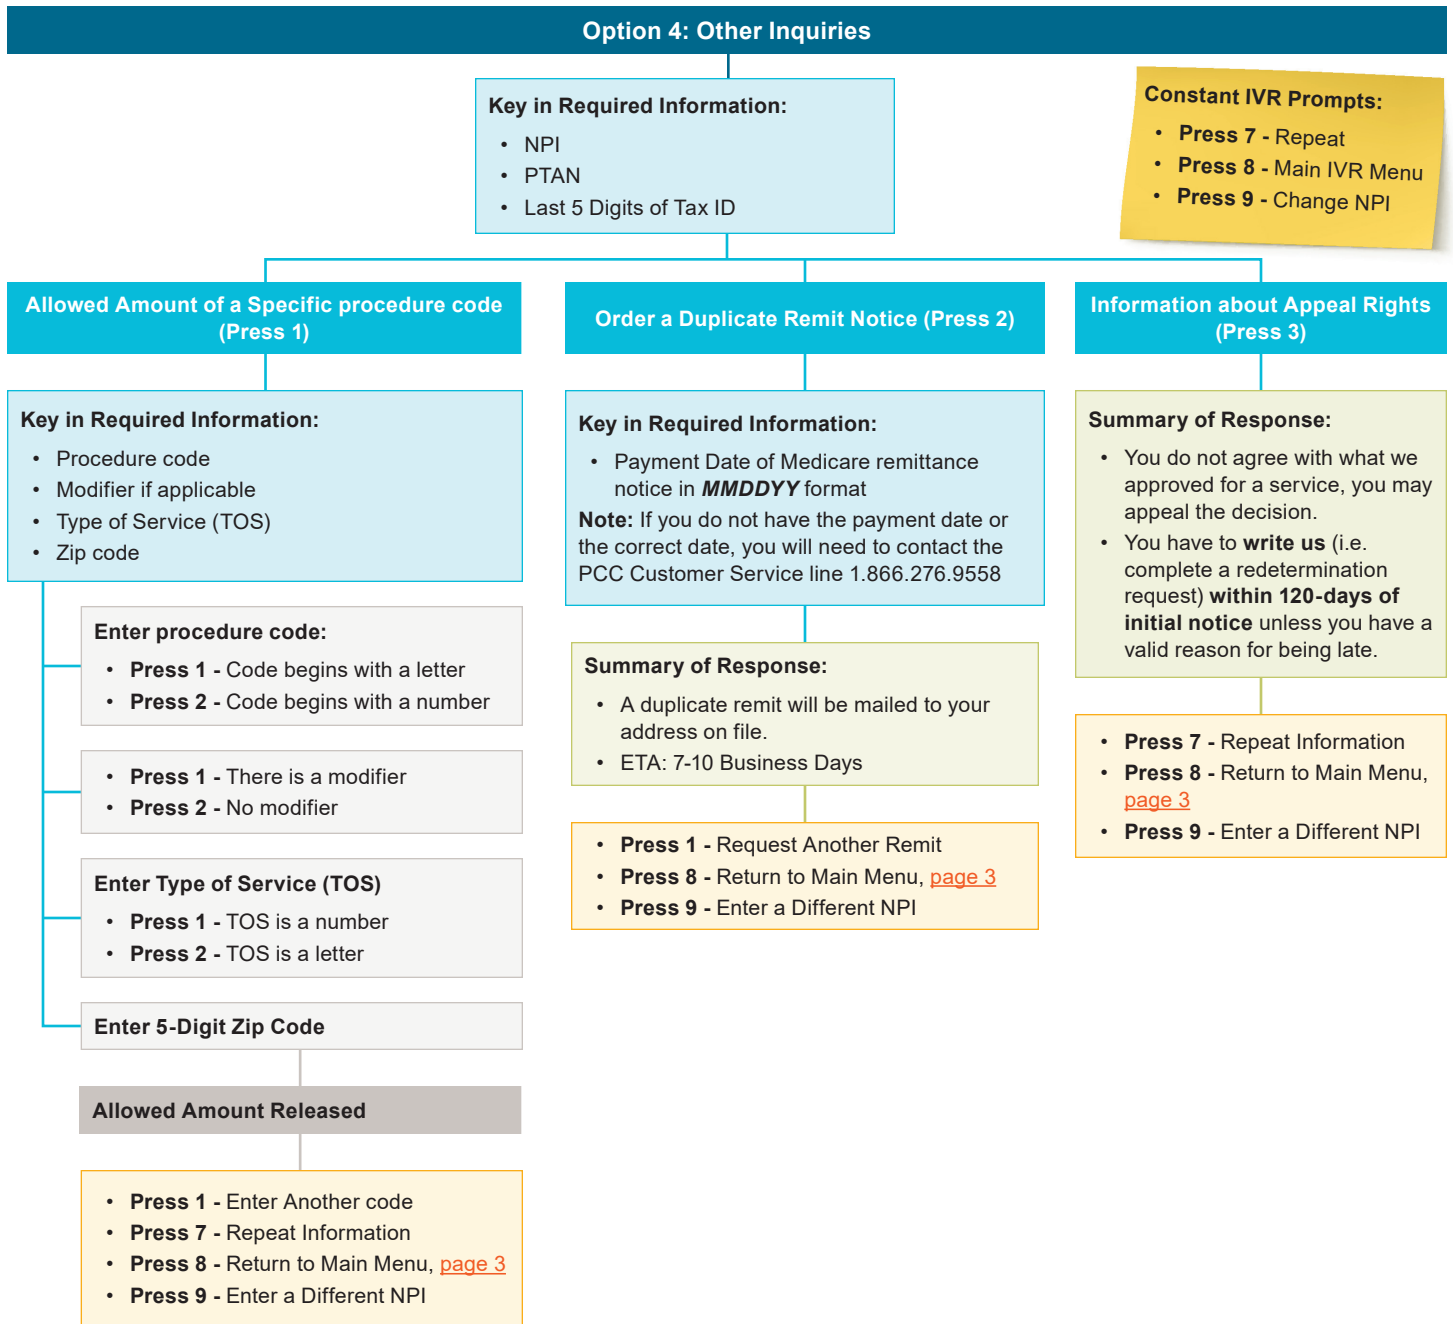 Option 4: Other Inquiries
Key in Required Information:
• NPI
• PTAN
• Last 5 Digits of Tax ID
Constant IVR Prompts:
• Press 7 - Repeat
• Press 8 - Main IVR Menu
• Press 9 - Change NPI
Allowed Amount of a Specific procedure code
(Press 1)
Key in Required Information:
• Procedure code
• Modifier if applicable
• Type of Service (TOS)
• Zip code
Enter procedure code:
• Press 1 - Code begins with a letter
• Press 2 - Code begins with a number
• Press 1 - There is a modifier
• Press 2 - No modifier
Enter Type of Service (TOS)
• Press 1 - TOS is a number
• Press 2 - TOS is a letter
Enter 5-Digit Zip Code
Allowed Amount Released
• Press 1 - Enter Another code
• Press 7 - Repeat Information
• Press 8 - Return to Main Menu, page 3
• Press 9 - Enter a Different NPI
Order a Duplicate Remit Notice (Press 2)
Key in Required Information:
• Payment Date of Medicare remittance
notice in MMDDYY format
Note: If you do not have the payment date or
the correct date, you will need to contact the
PCC Customer Service line 1.866.276.9558
Summary of Response:
• A duplicate remit will be mailed to your
address on file.
• ETA: 7-10 Business Days
• Press 1 - Request Another Remit
• Press 8 - Return to Main Menu, page 3
• Press 9 - Enter a Different NPI
Information about Appeal Rights
(Press 3)
Summary of Response:
• You do not agree with what we
approved for a service, you may
appeal the decision.
• You have to write us (i.e.
complete a redetermination
request) within 120-days of
initial notice unless you have a
valid reason for being late.
• Press 7 - Repeat Information
• Press 8 - Return to Main Menu,
page 3
• Press 9 - Enter a Different NPI